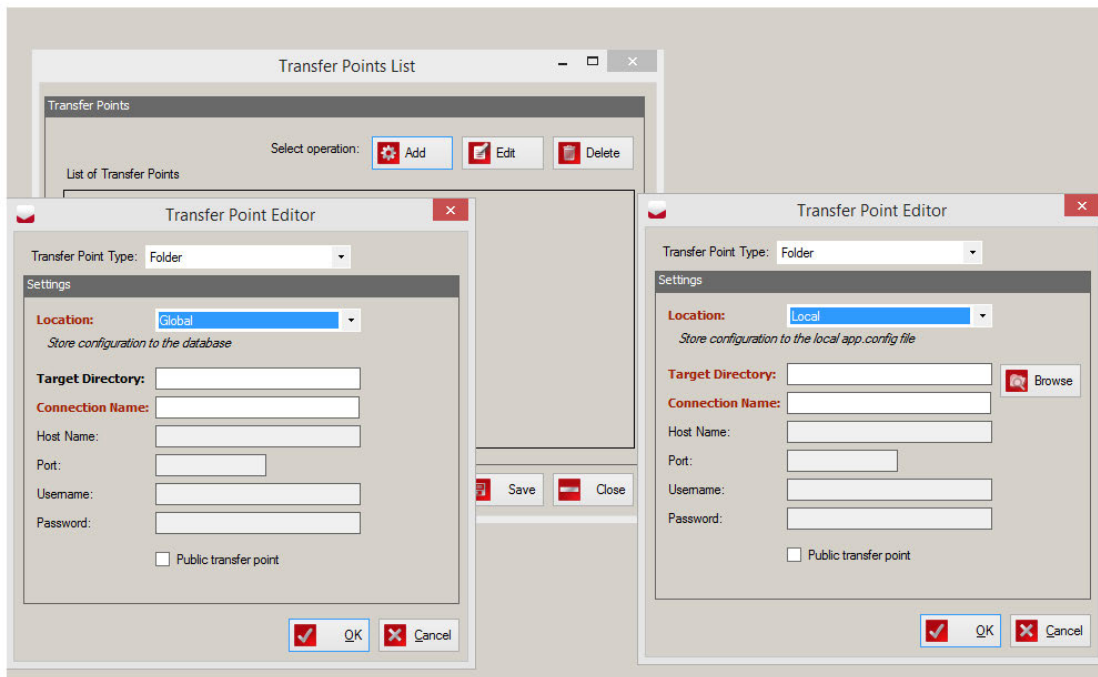 Transfer Points List
Transfer Points
Select operation: Add Edit Delete
List of Transfer Points
Save Close
Transfer Point Editor
Transfer Point Type: Folder
Settings
Location: Global
Store configuration to the database
Target Directory:
Connection Name:
Host Name:
Port:
Username:
Password:
Public transfer point
OK Cancel
Transfer Point Editor
Transfer Point Type: Folder
Settings
Location: Local
Store configuration to the local app.config file
Target Directory: Browse
Connection Name:
Host Name:
Port:
Username:
Password:
Public transfer point
OK Cancel